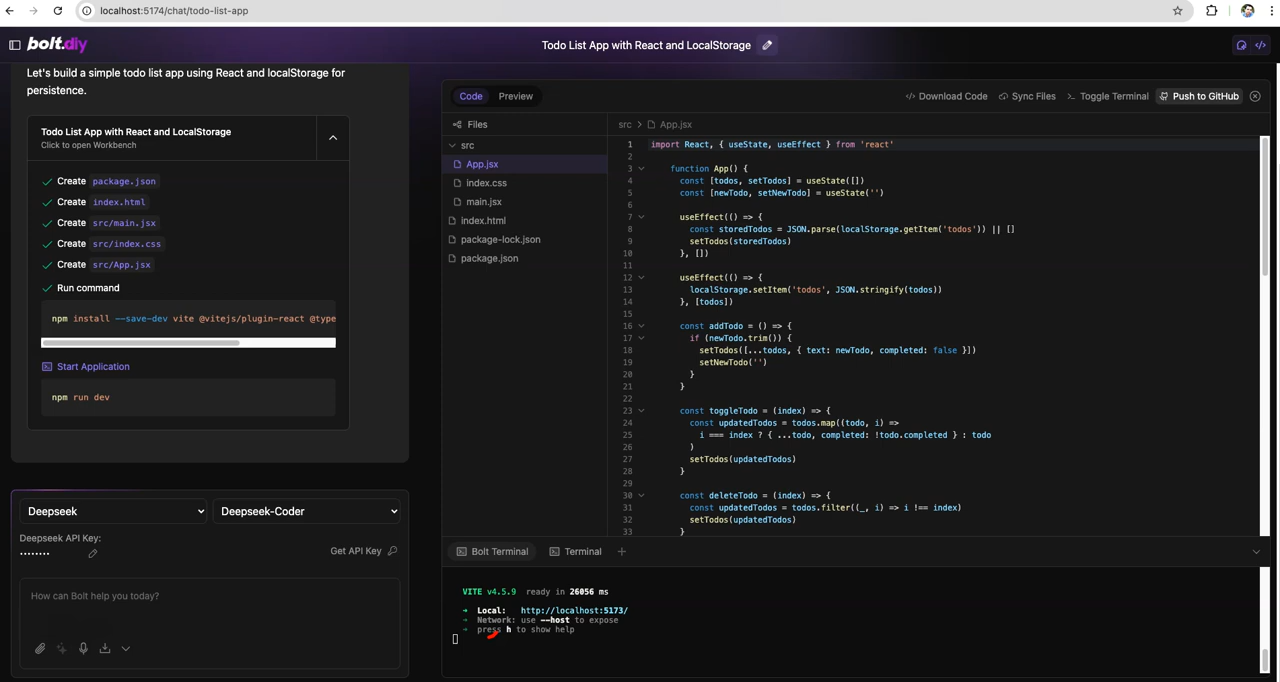 localhost:5174/chat/todo-list-app
bolt.diy
Todo List App with React and LocalStorage
Let's build a simple todo list app using React and localStorage for
persistence.
Todo List App with React and LocalStorage
Click to open Workbench
Create package.json
Create index.html
Create src/main.jsx
Create src/index.css
Create src/App.jsx
Run command
npm install --save-dev vite @vitejs/plugin-react @type
Start Application
npm run dev
Deepseek
Deepseek-Coder
Deepseek API Key:
Get API Key
How can Bolt help you today?
Code Preview
Download Code Sync Files Toggle Terminal Push to GitHub
Files
src
App.jsx
index.css
main.jsx
index.html
package-lock.json
package.json
src > App.jsx
1 import React, { useState, useEffect } from 'react'
2
3 function App() {
4 const [todos, setTodos] = useState([])
5 const [newTodo, setNewTodo] = useState('')
6
7 useEffect(() => {
8 const storedTodos = JSON.parse(localStorage.getItem('todos')) || []
9 setTodos(storedTodos)
10 }, [])
11
12 useEffect(() => {
13 localStorage.setItem('todos', JSON.stringify(todos))
14 }, [todos])
15
16 const addTodo = () => {
17 if (newTodo.trim()) {
18 setTodos([...todos, { text: newTodo, completed: false }])
19 setNewTodo('')
20 }
21 }
22
23 const toggleTodo = (index) => {
24 const updatedTodos = todos.map((todo, i) =>
25 i === index ? { ...todo, completed: !todo.completed } : todo
26 )
27 setTodos(updatedTodos)
28 }
29
30 const deleteTodo = (index) => {
31 const updatedTodos = todos.filter((_, i) => i !== index)
32 setTodos(updatedTodos)
33 }
Bolt Terminal Terminal
VITE v4.5.9 ready in 26056 ms
➜ Local: http://localhost:5173/
➜ Network: use --host to expose
➜ press h to show help